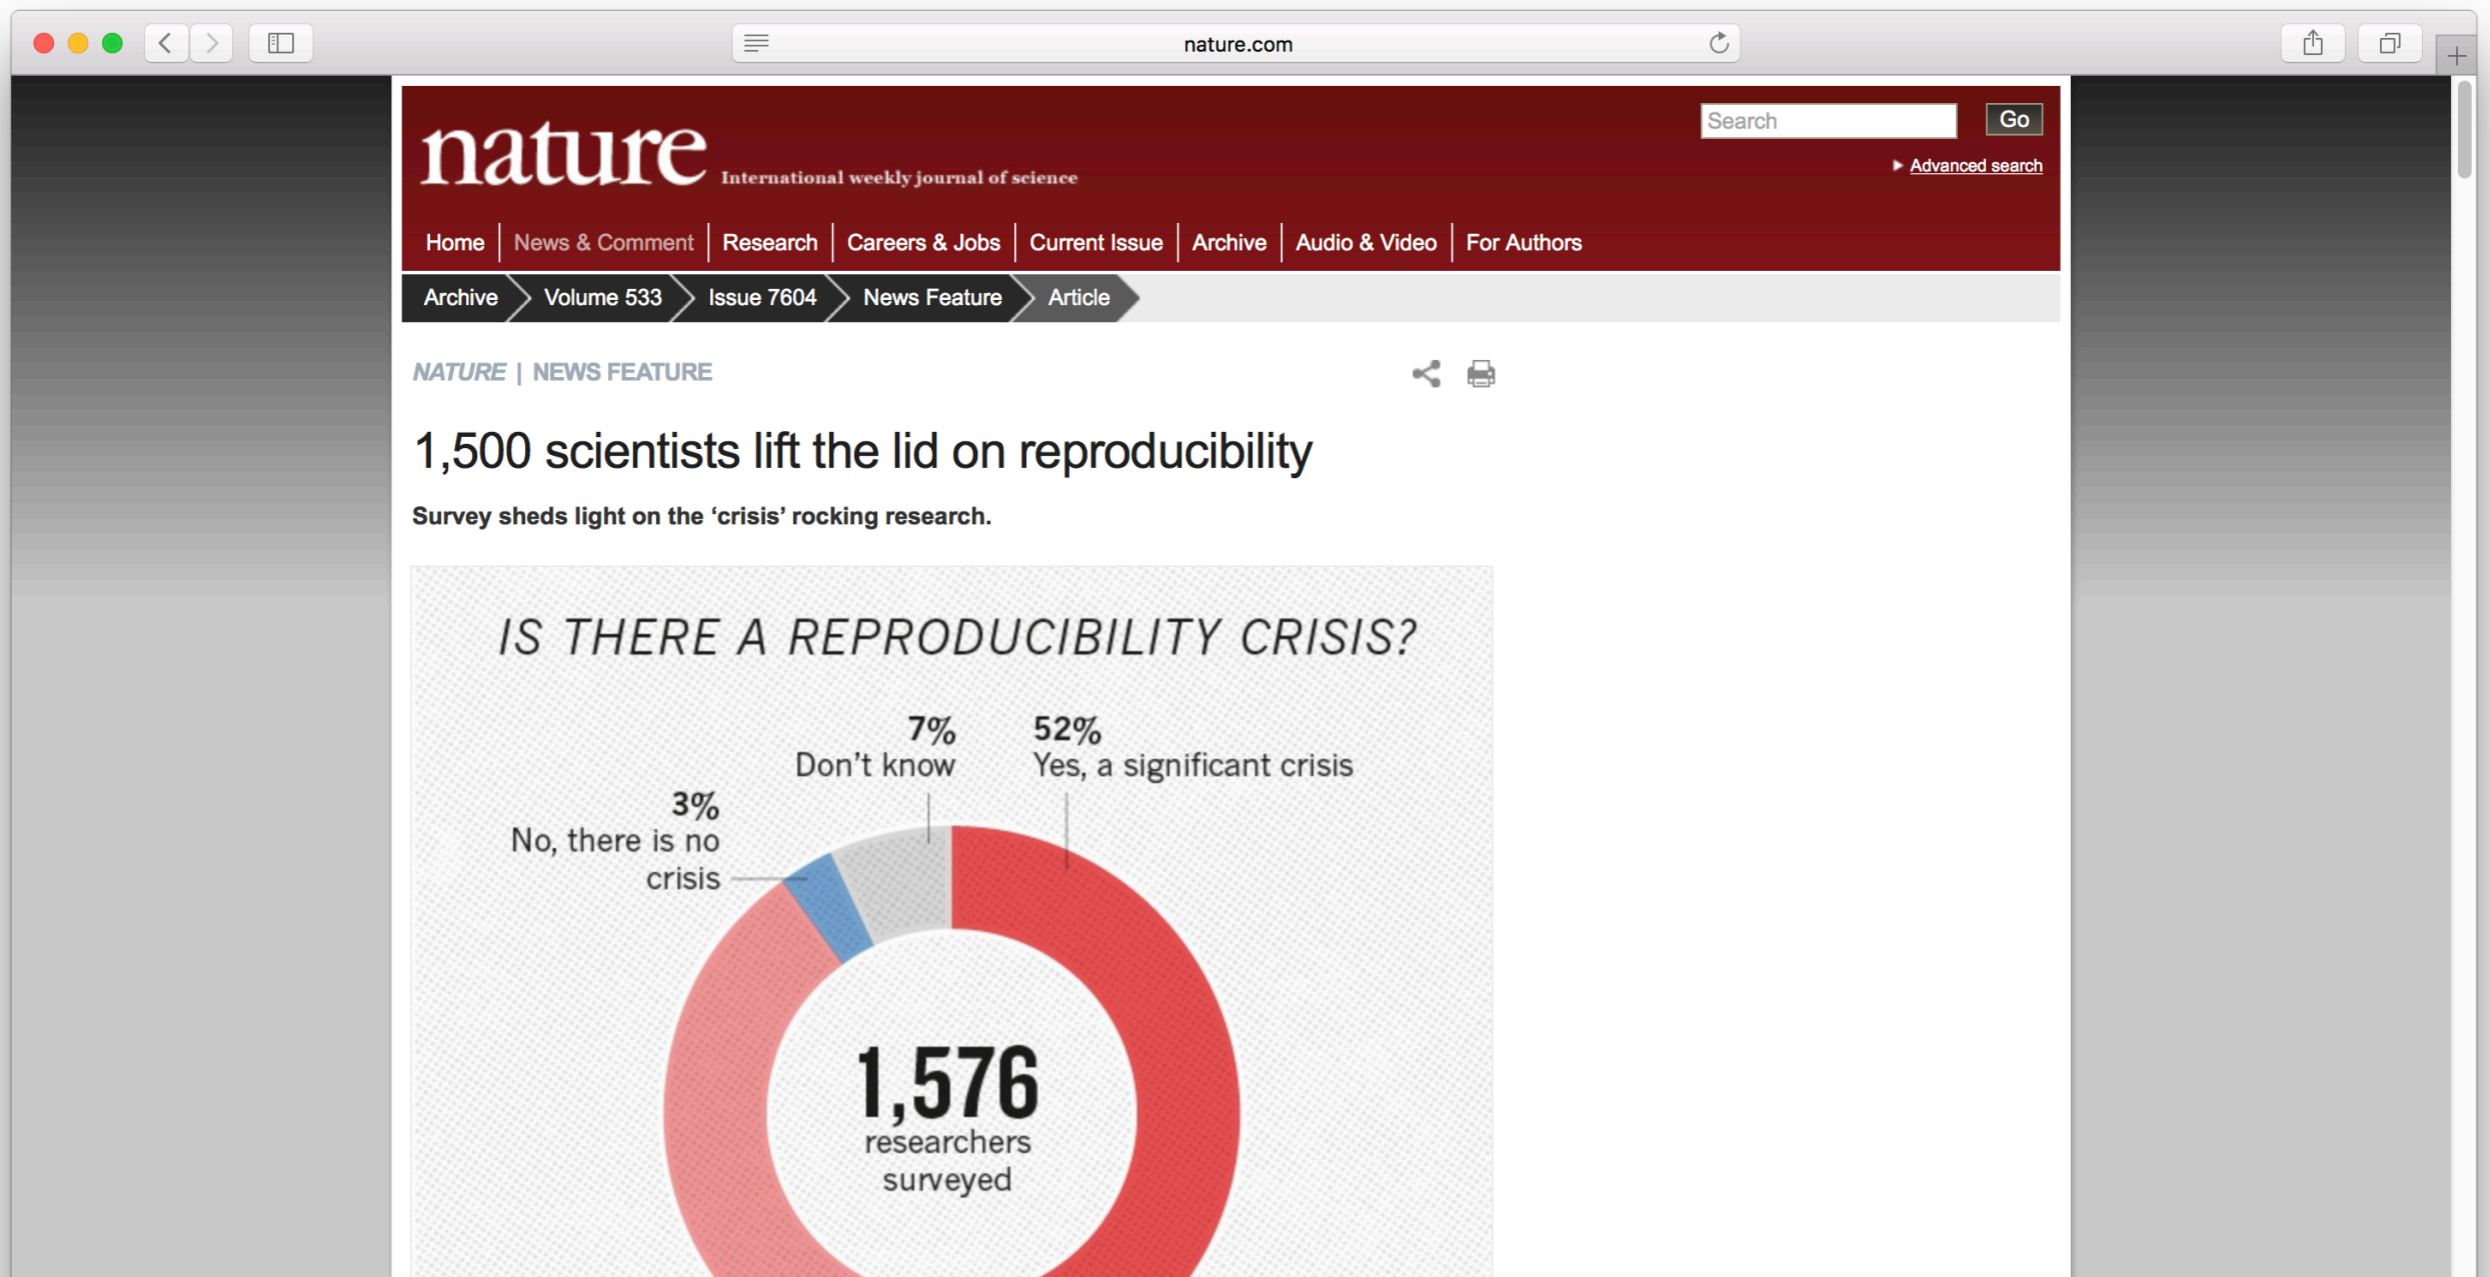 nature.com
nature International weekly journal of science
Search
Go
Advanced search
Home News & Comment Research Careers & Jobs Current Issue Archive Audio & Video For Authors
Archive Volume 533 Issue 7604 News Feature Article
NATURE | NEWS FEATURE
1,500 scientists lift the lid on reproducibility
Survey sheds light on the ‘crisis’ rocking research.
IS THERE A REPRODUCIBILITY CRISIS?
7%
Don’t know
52%
Yes, a significant crisis
3%
No, there is no
crisis
1,576
researchers
surveyed